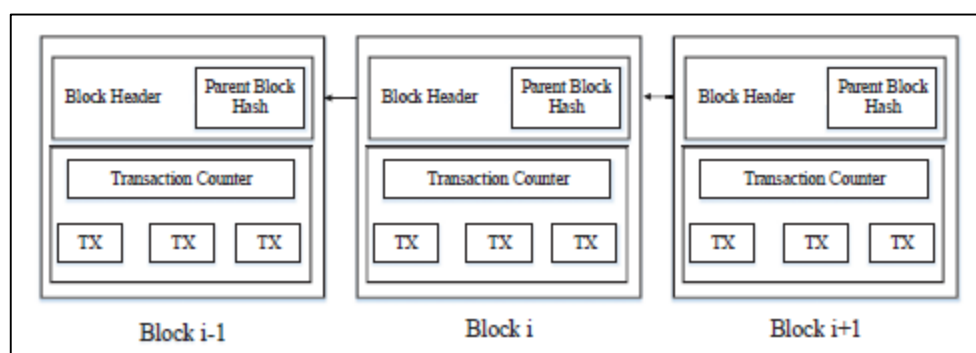 Block Header
Parent Block
Hash
Block Header
Parent Block
Hash
Block Header
Parent Block
Hash
Transaction Counter
Transaction Counter
Transaction Counter
TX TX TX
TX TX TX
TX TX TX
Block i-1
Block i
Block i+1